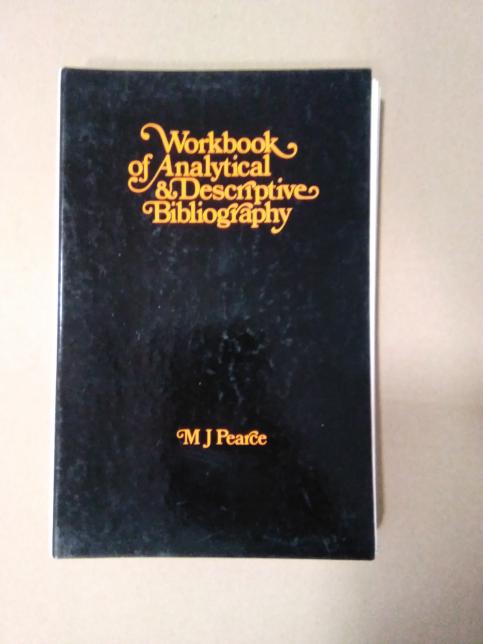 Workbook
of Analytical
& Descriptive
Bibliography
M J Pearce